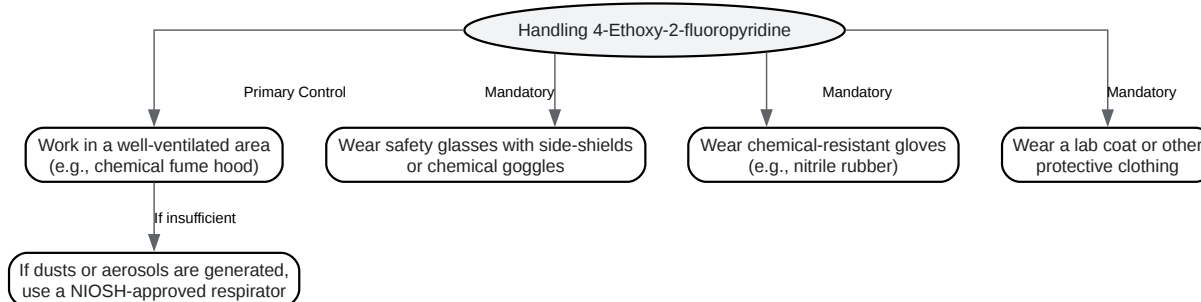 Handling 4-Ethoxy-2-fluoropyridine
Primary Control
Mandatory
Mandatory
Mandatory
Work in a well-ventilated area
(e.g., chemical fume hood)
Wear safety glasses with side-shields
or chemical goggles
Wear chemical-resistant gloves
(e.g., nitrile rubber)
Wear a lab coat or other
protective clothing
If insufficient
If dusts or aerosols are generated,
use a NIOSH-approved respirator